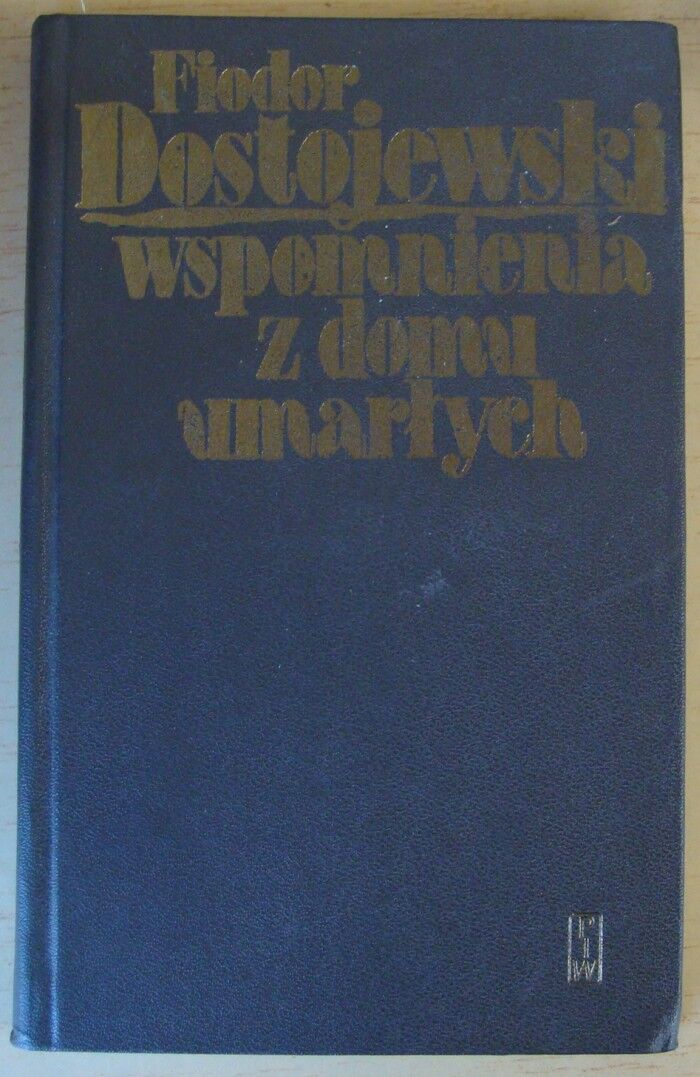 Fiodor
Dostojewski
wspomnienia
z domu
umarłych
PIW